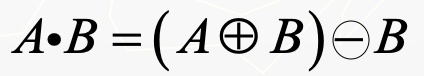 A•B = (A ⊕ B) ⊖ B